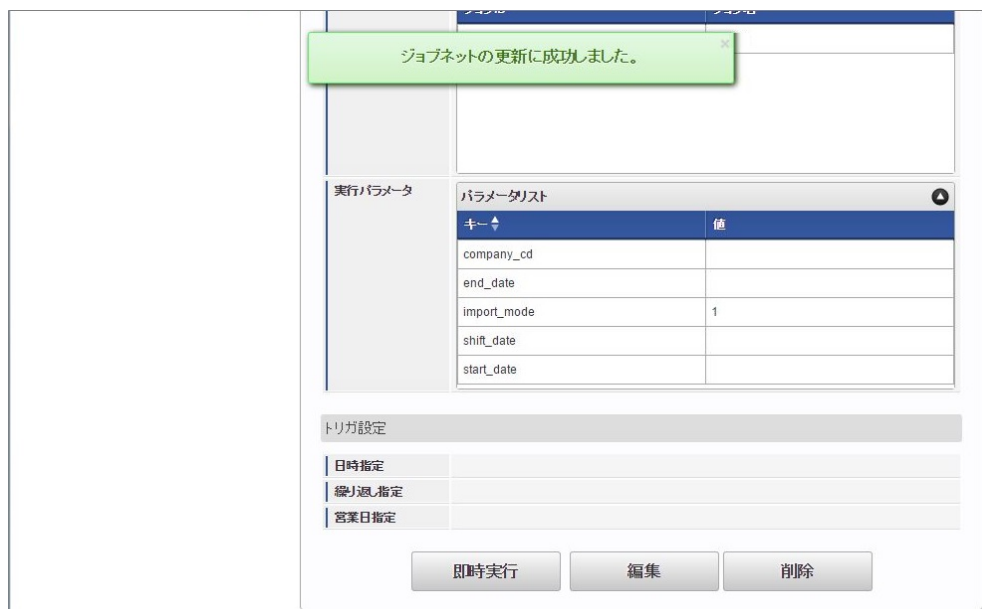 ジョブネットの更新に成功しました。
×
実行パラメータ
パラメータリスト
キー 値
company_cd
end_date
import_mode 1
shift_date
start_date
トリガ設定
日時指定
繰り返し指定
営業日指定
即時実行 編集 削除